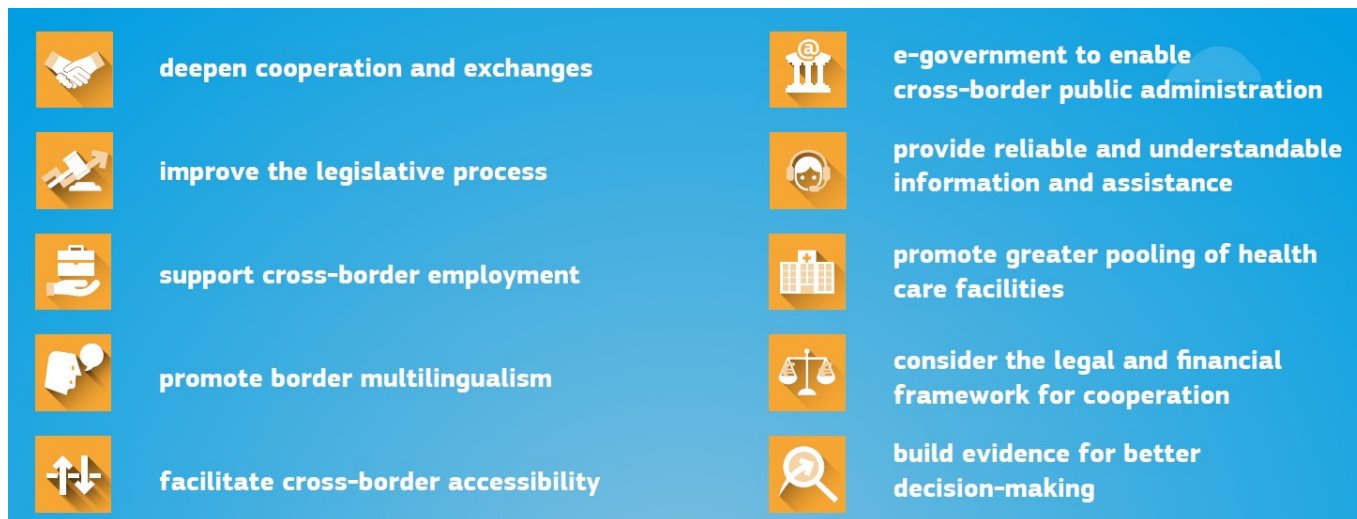 deepen cooperation and exchanges
improve the legislative process
support cross-border employment
promote border multilingualism
facilitate cross-border accessibility
@
e-government to enable
cross-border public administration
provide reliable and understandable
information and assistance
promote greater pooling of health
care facilities
consider the legal and financial
framework for cooperation
build evidence for better
decision-making